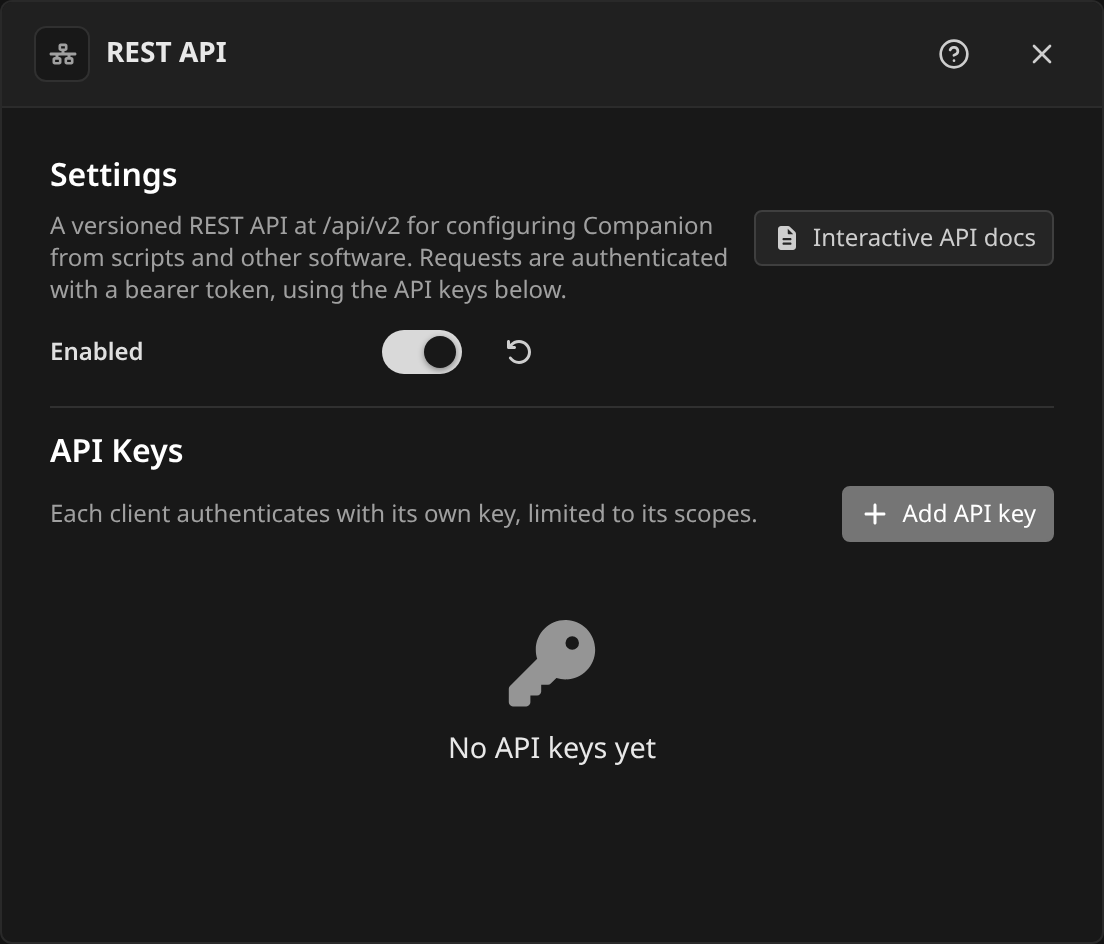 REST API
Settings
A versioned REST API at /api/v2 for configuring Companion
from scripts and other software. Requests are authenticated
with a bearer token, using the API keys below.
Interactive API docs
Enabled
API Keys
Each client authenticates with its own key, limited to its scopes.
Add API key
No API keys yet